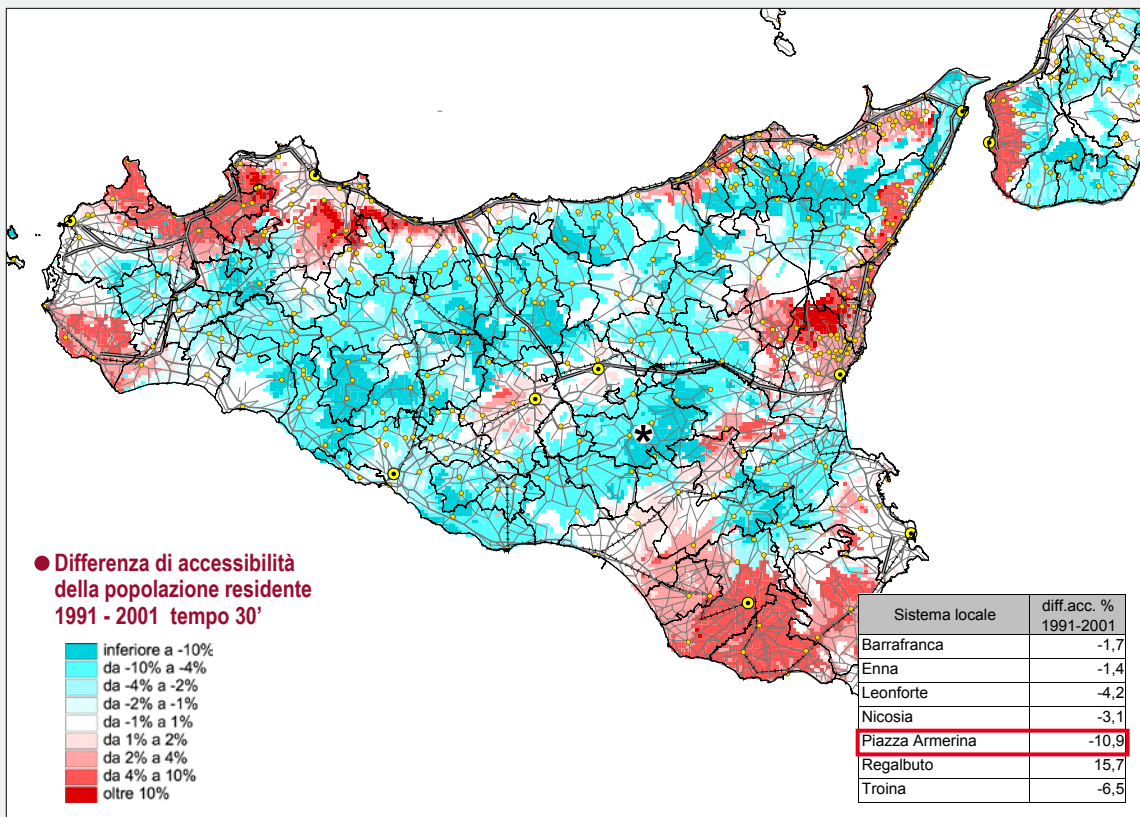 ● Differenza di accessibilità
della popolazione residente
1991 - 2001 tempo 30'
inferiore a -10%
da -10% a -4%
da -4% a -2%
da -2% a -1%
da -1% a 1%
da 1% a 2%
da 2% a 4%
da 4% a 10%
oltre 10%
*
Sistema locale diff.acc. %
1991-2001
Barrafranca -1,7
Enna -1,4
Leonforte -4,2
Nicosia -3,1
Piazza Armerina -10,9
Regalbuto 15,7
Troina -6,5